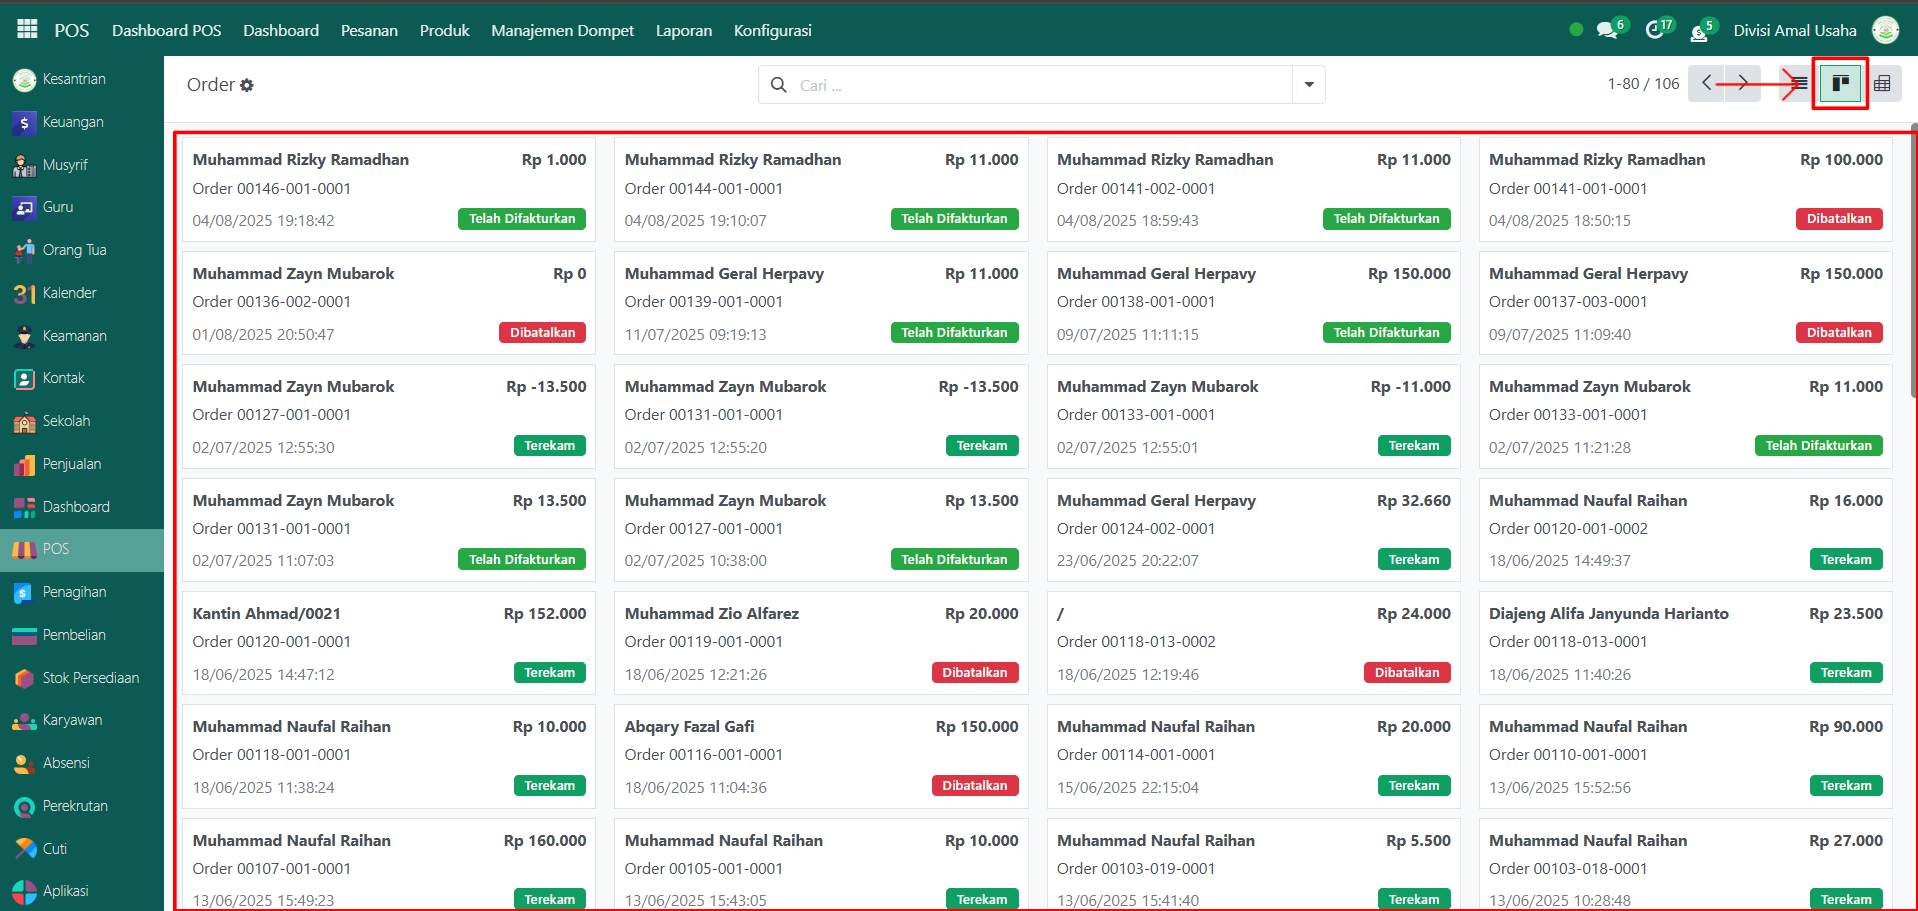 POS Dashboard POS Dashboard Pesanan Produk Manajemen Dompet Laporan Konfigurasi 6 17 5 Divisi Amal Usaha
Kesantrian
Keuangan
Musyrif
Guru
Orang Tua
31 Kalender
Keamanan
Kontak
Sekolah
Penjualan
Dashboard
POS
Penagihan
Pembelian
Stok Persediaan
Karyawan
Absensi
Perekrutan
Cuti
Aplikasi
Order Cari ... 1-80 / 106
Muhammad Rizky Ramadhan Rp 1.000
Order 00146-001-0001
04/08/2025 19:18:42 Telah Difakturkan
Muhammad Rizky Ramadhan Rp 11.000
Order 00144-001-0001
04/08/2025 19:10:07 Telah Difakturkan
Muhammad Rizky Ramadhan Rp 11.000
Order 00141-002-0001
04/08/2025 18:59:43 Telah Difakturkan
Muhammad Rizky Ramadhan Rp 100.000
Order 00141-001-0001
04/08/2025 18:50:15 Dibatalkan
Muhammad Zayn Mubarok Rp 0
Order 00136-002-0001
01/08/2025 20:50:47 Dibatalkan
Muhammad Geral Herpavy Rp 11.000
Order 00139-001-0001
11/07/2025 09:19:13 Telah Difakturkan
Muhammad Geral Herpavy Rp 150.000
Order 00138-001-0001
09/07/2025 11:11:15 Telah Difakturkan
Muhammad Geral Herpavy Rp 150.000
Order 00137-003-0001
09/07/2025 11:09:40 Dibatalkan
Muhammad Zayn Mubarok Rp -13.500
Order 00127-001-0001
02/07/2025 12:55:30 Terekam
Muhammad Zayn Mubarok Rp -13.500
Order 00131-001-0001
02/07/2025 12:55:20 Terekam
Muhammad Zayn Mubarok Rp -11.000
Order 00133-001-0001
02/07/2025 12:55:01 Terekam
Muhammad Zayn Mubarok Rp 11.000
Order 00133-001-0001
02/07/2025 11:21:28 Telah Difakturkan
Muhammad Zayn Mubarok Rp 13.500
Order 00131-001-0001
02/07/2025 11:07:03 Telah Difakturkan
Muhammad Zayn Mubarok Rp 13.500
Order 00127-001-0001
02/07/2025 10:38:00 Telah Difakturkan
Muhammad Geral Herpavy Rp 32.660
Order 00124-002-0001
23/06/2025 20:22:07 Terekam
Muhammad Naufal Raihan Rp 16.000
Order 00120-001-0002
18/06/2025 14:49:37 Terekam
Kantin Ahmad/0021 Rp 152.000
Order 00120-001-0001
18/06/2025 14:47:12 Terekam
Muhammad Zio Alfarez Rp 20.000
Order 00119-001-0001
18/06/2025 12:21:26 Dibatalkan
/ Rp 24.000
Order 00118-013-0002
18/06/2025 12:19:46 Dibatalkan
Diajeng Alifa Janyunda Harianto Rp 23.500
Order 00118-013-0001
18/06/2025 11:40:26 Terekam
Muhammad Naufal Raihan Rp 10.000
Order 00118-001-0001
18/06/2025 11:38:24 Terekam
Abqary Fazal Gafi Rp 150.000
Order 00116-001-0001
18/06/2025 11:04:36 Dibatalkan
Muhammad Naufal Raihan Rp 20.000
Order 00114-001-0001
15/06/2025 22:15:04 Terekam
Muhammad Naufal Raihan Rp 90.000
Order 00110-001-0001
13/06/2025 15:52:56 Terekam
Muhammad Naufal Raihan Rp 160.000
Order 00107-001-0001
13/06/2025 15:49:23 Terekam
Muhammad Naufal Raihan Rp 10.000
Order 00105-001-0001
13/06/2025 15:43:05 Terekam
Muhammad Naufal Raihan Rp 5.500
Order 00103-019-0001
13/06/2025 15:41:40 Terekam
Muhammad Naufal Raihan Rp 27.000
Order 00103-018-0001
13/06/2025 10:28:48 Terekam